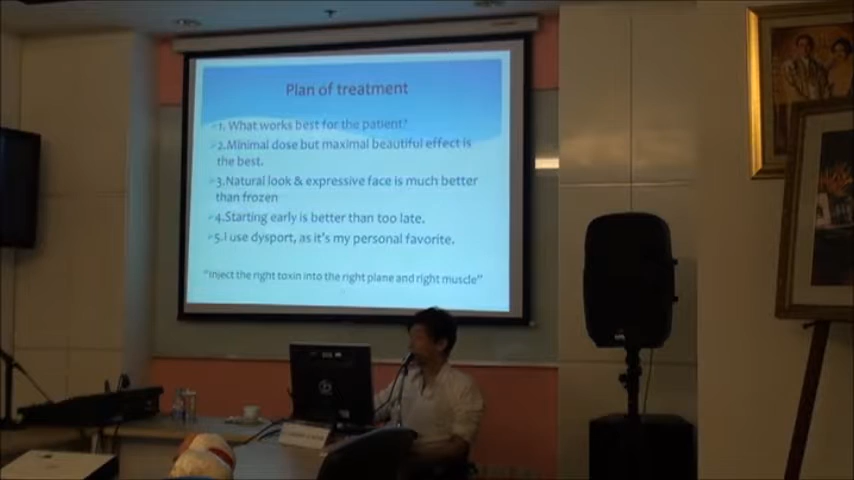 Plan of treatment
1. What works best for the patient?
2.Minimal dose but maximal beautiful effect is
the best.
3.Natural look & expressive face is much better
than frozen
4.Starting early is better than too late.
5.I use dysport, as it's my personal favorite.
"Inject the right toxin into the right plane and right muscle"